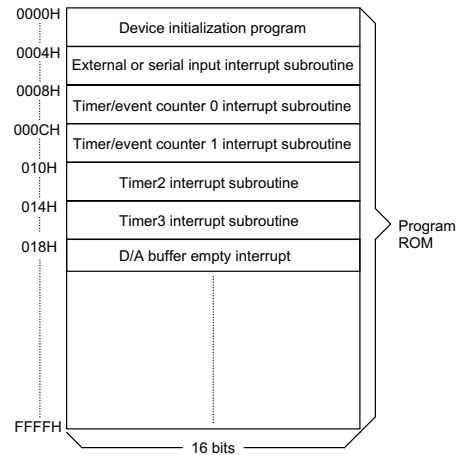 0000H
Device initialization program
0004H
External or serial input interrupt subroutine
0008H
Timer/event counter 0 interrupt subroutine
000CH
Timer/event counter 1 interrupt subroutine
010H
Timer2 interrupt subroutine
014H
Timer3 interrupt subroutine
018H
D/A buffer empty interrupt
Program
ROM
FFFFH
16 bits